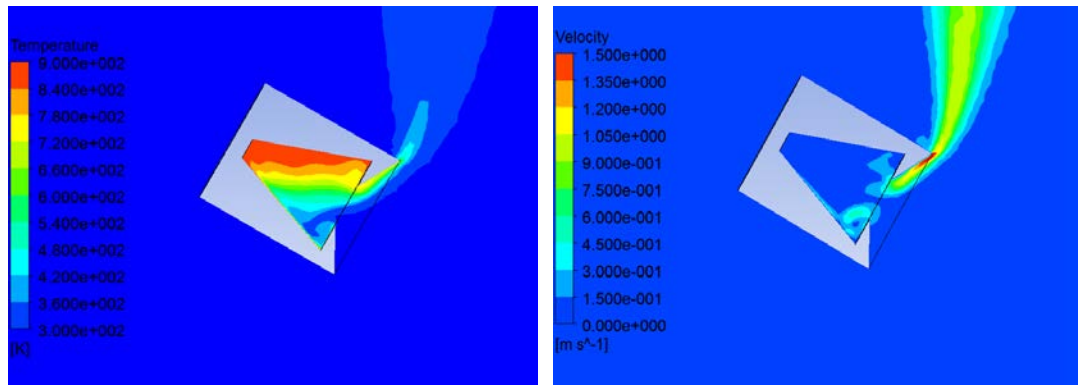 Temperature
9.000e+002
8.400e+002
7.800e+002
7.200e+002
6.600e+002
6.000e+002
5.400e+002
4.800e+002
4.200e+002
3.600e+002
3.000e+002
[K]
Velocity
1.500e+000
1.350e+000
1.200e+000
1.050e+000
9.000e-001
7.500e-001
6.000e-001
4.500e-001
3.000e-001
1.500e-001
0.000e+000
[m s^-1]